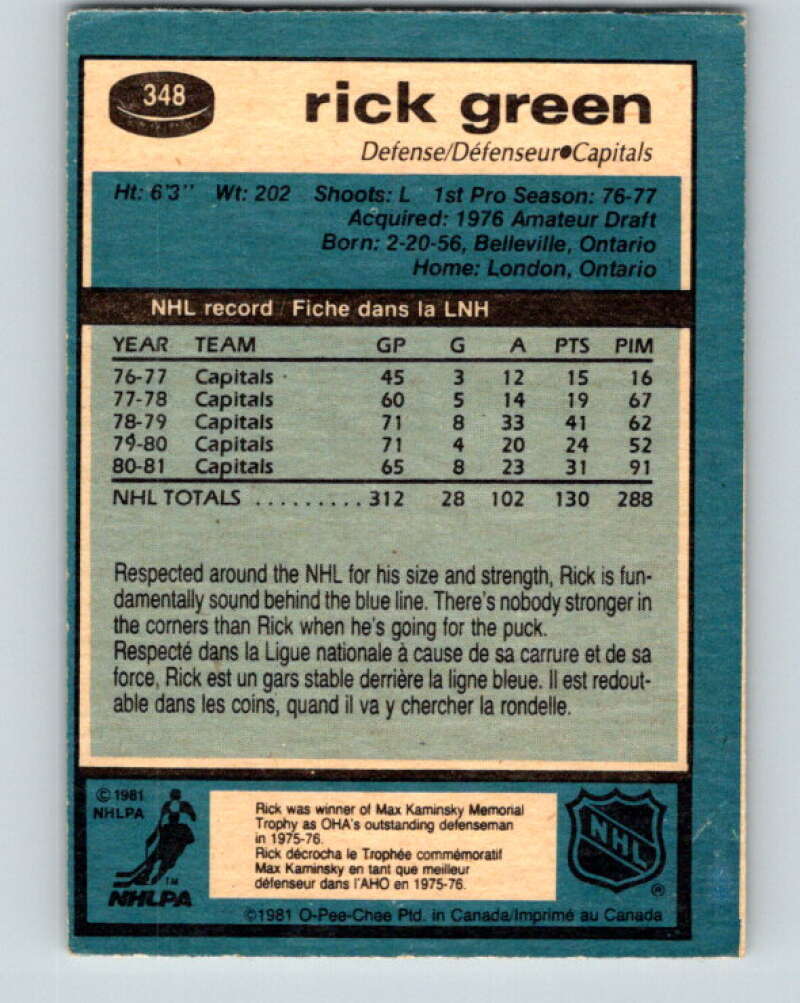 348
rick green
Defense/Défenseur●Capitals
Ht: 6'3" Wt: 202 Shoots: L 1st Pro Season: 76-77
Acquired: 1976 Amateur Draft
Born: 2-20-56, Belleville, Ontario
Home: London, Ontario
NHL record / Fiche dans la LNH
YEAR TEAM GP G A PTS PIM
76-77 Capitals 45 3 12 15 16
77-78 Capitals 60 5 14 19 67
78-79 Capitals 71 8 33 41 62
79-80 Capitals 71 4 20 24 52
80-81 Capitals 65 8 23 31 91
NHL TOTALS .......... 312 28 102 130 288
Respected around the NHL for his size and strength, Rick is fun-
damentally sound behind the blue line. There's nobody stronger in
the corners than Rick when he's going for the puck.
Respecté dans la Ligue nationale à cause de sa carrure et de sa
force, Rick est un gars stable derrière la ligne bleue. Il est redout-
able dans les coins, quand il va y chercher la rondelle.
© 1981
NHLPA
TM
NHLPA
Rick was winner of Max Kaminsky Memorial
Trophy as OHA's outstanding defenseman
in 1975-76.
Rick décrocha le Trophée commémoratif
Max Kaminsky en tant que meilleur
défenseur dans l'AHO en 1975-76.
NHL
®
©1981 O-Pee-Chee Ptd. in Canada/Imprimé au Canada